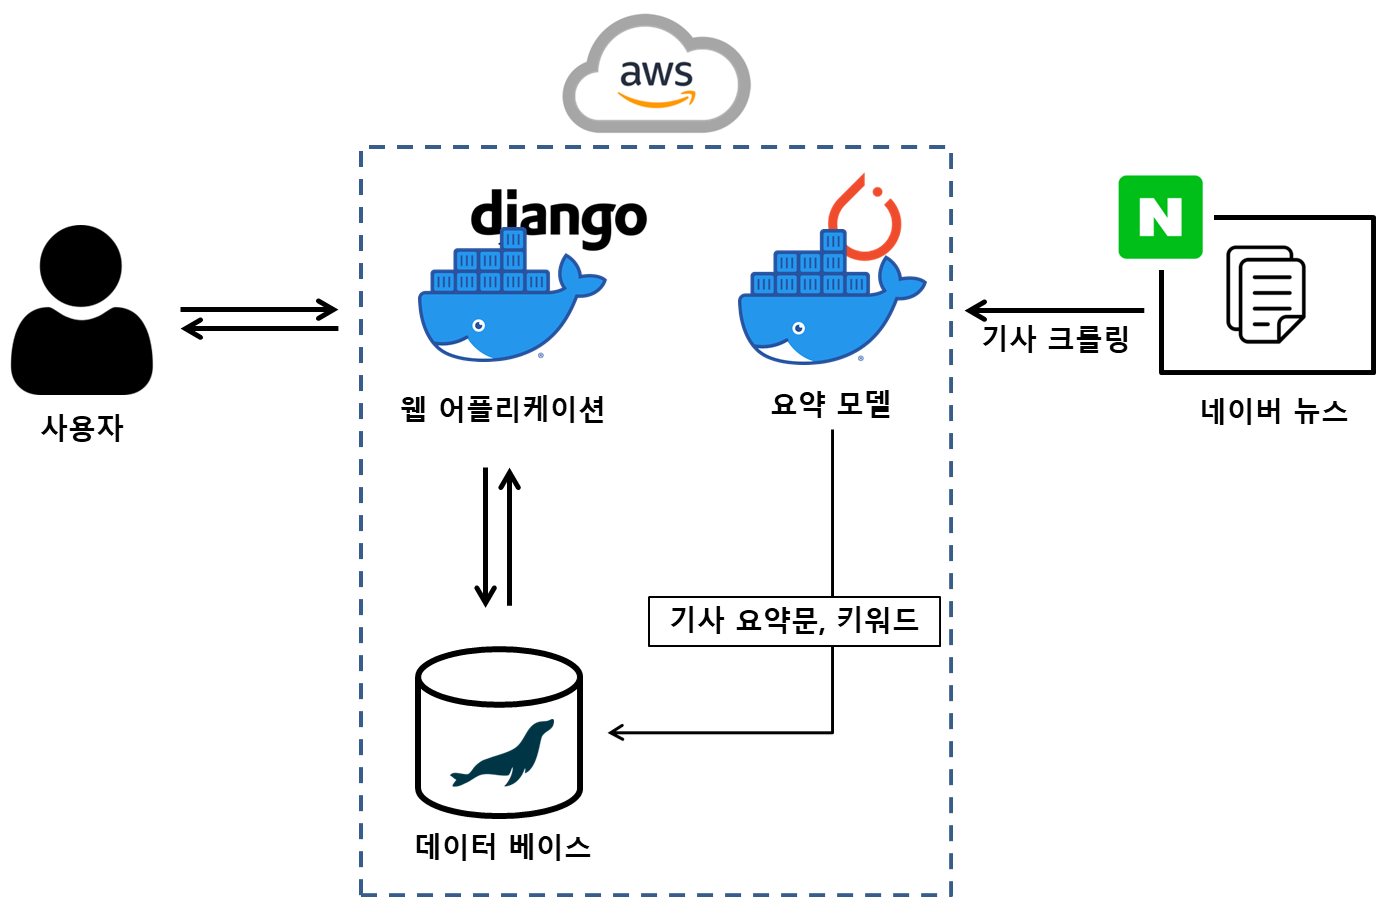 aws
django
N
기사 크롤링
사용자
웹 어플리케이션
요약 모델
네이버 뉴스
기사 요약문, 키워드
데이터 베이스